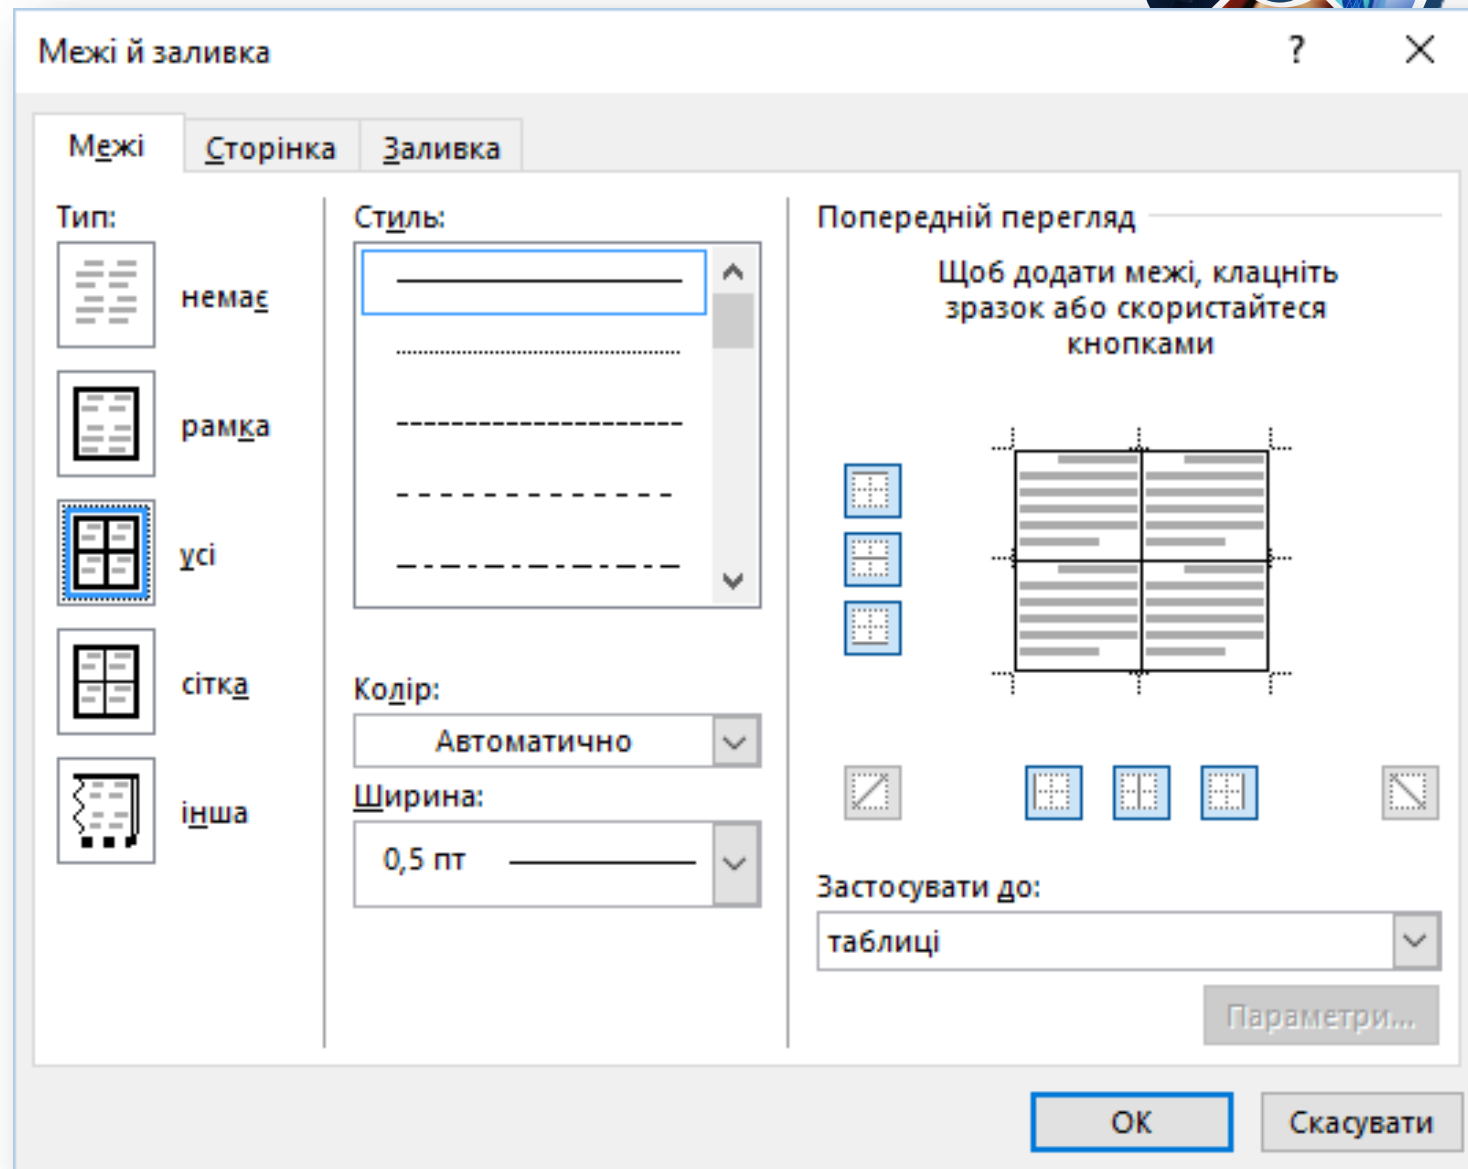 Межі й заливка
?
Межі
Сторінка
Заливка
Тип:
немає
рамка
усі
сітка
інша
Стиль:
Колір:
Автоматично
Ширина:
0,5 пт
Попередній перегляд
Щоб додати межі, клацніть
зразок або скористайтеся
кнопками
Застосувати до:
таблиці
Параметри...
ОК
Скасувати